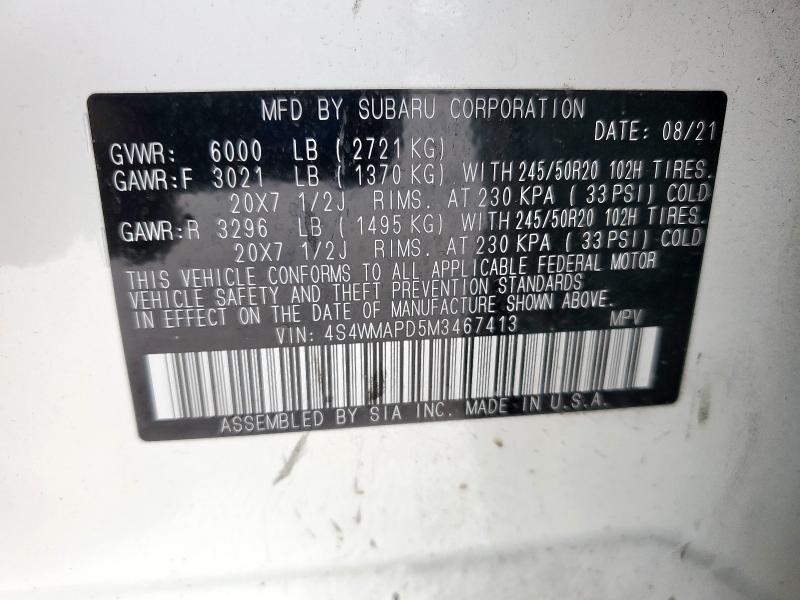 MFD BY SUBARU CORPORATION
DATE: 08/21
GVWR: 6000 LB ( 2721 KG)
GAWR:F 3021 LB ( 1370 KG) WITH 245/50R20 102H TIRES.
20X7 1/2J RIMS. AT 230 KPA ( 33 PSI) COLD
GAWR:R 3296 LB ( 1495 KG) WITH 245/50R20 102H TIRES.
20X7 1/2J RIMS. AT 230 KPA ( 33 PSI) COLD
THIS VEHICLE CONFORMS TO ALL APPLICABLE FEDERAL MOTOR
VEHICLE SAFETY AND THEFT PREVENTION STANDARDS
IN EFFECT ON THE DATE OF MANUFACTURE SHOWN ABOVE.
VIN: 4S4WMAPD5M3467413 MPV
ASSEMBLED BY SIA INC. MADE IN U.S.A.